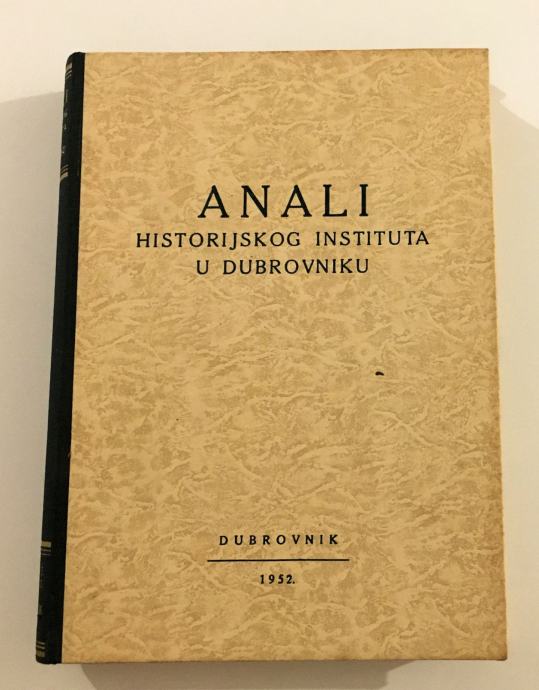 ANALI
HISTORIJSKOG INSTITUTA
U DUBROVNIKU
DUBROVNIK
1952.